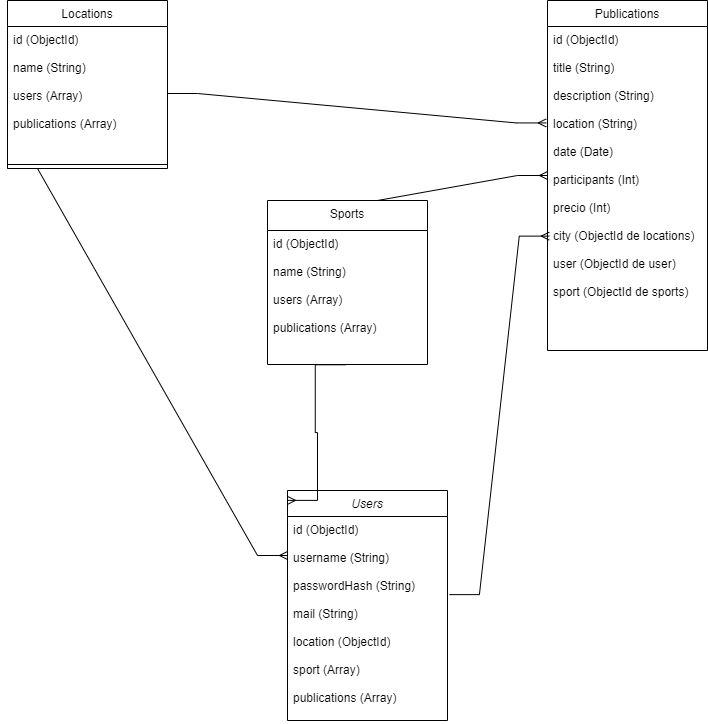 Locations
id (ObjectId)
name (String)
users (Array)
publications (Array)
Publications
id (ObjectId)
title (String)
description (String)
location (String)
date (Date)
participants (Int)
precio (Int)
city (ObjectId de locations)
user (ObjectId de user)
sport (ObjectId de sports)
Sports
id (ObjectId)
name (String)
users (Array)
publications (Array)
Users
id (ObjectId)
username (String)
passwordHash (String)
mail (String)
location (ObjectId)
sport (Array)
publications (Array)